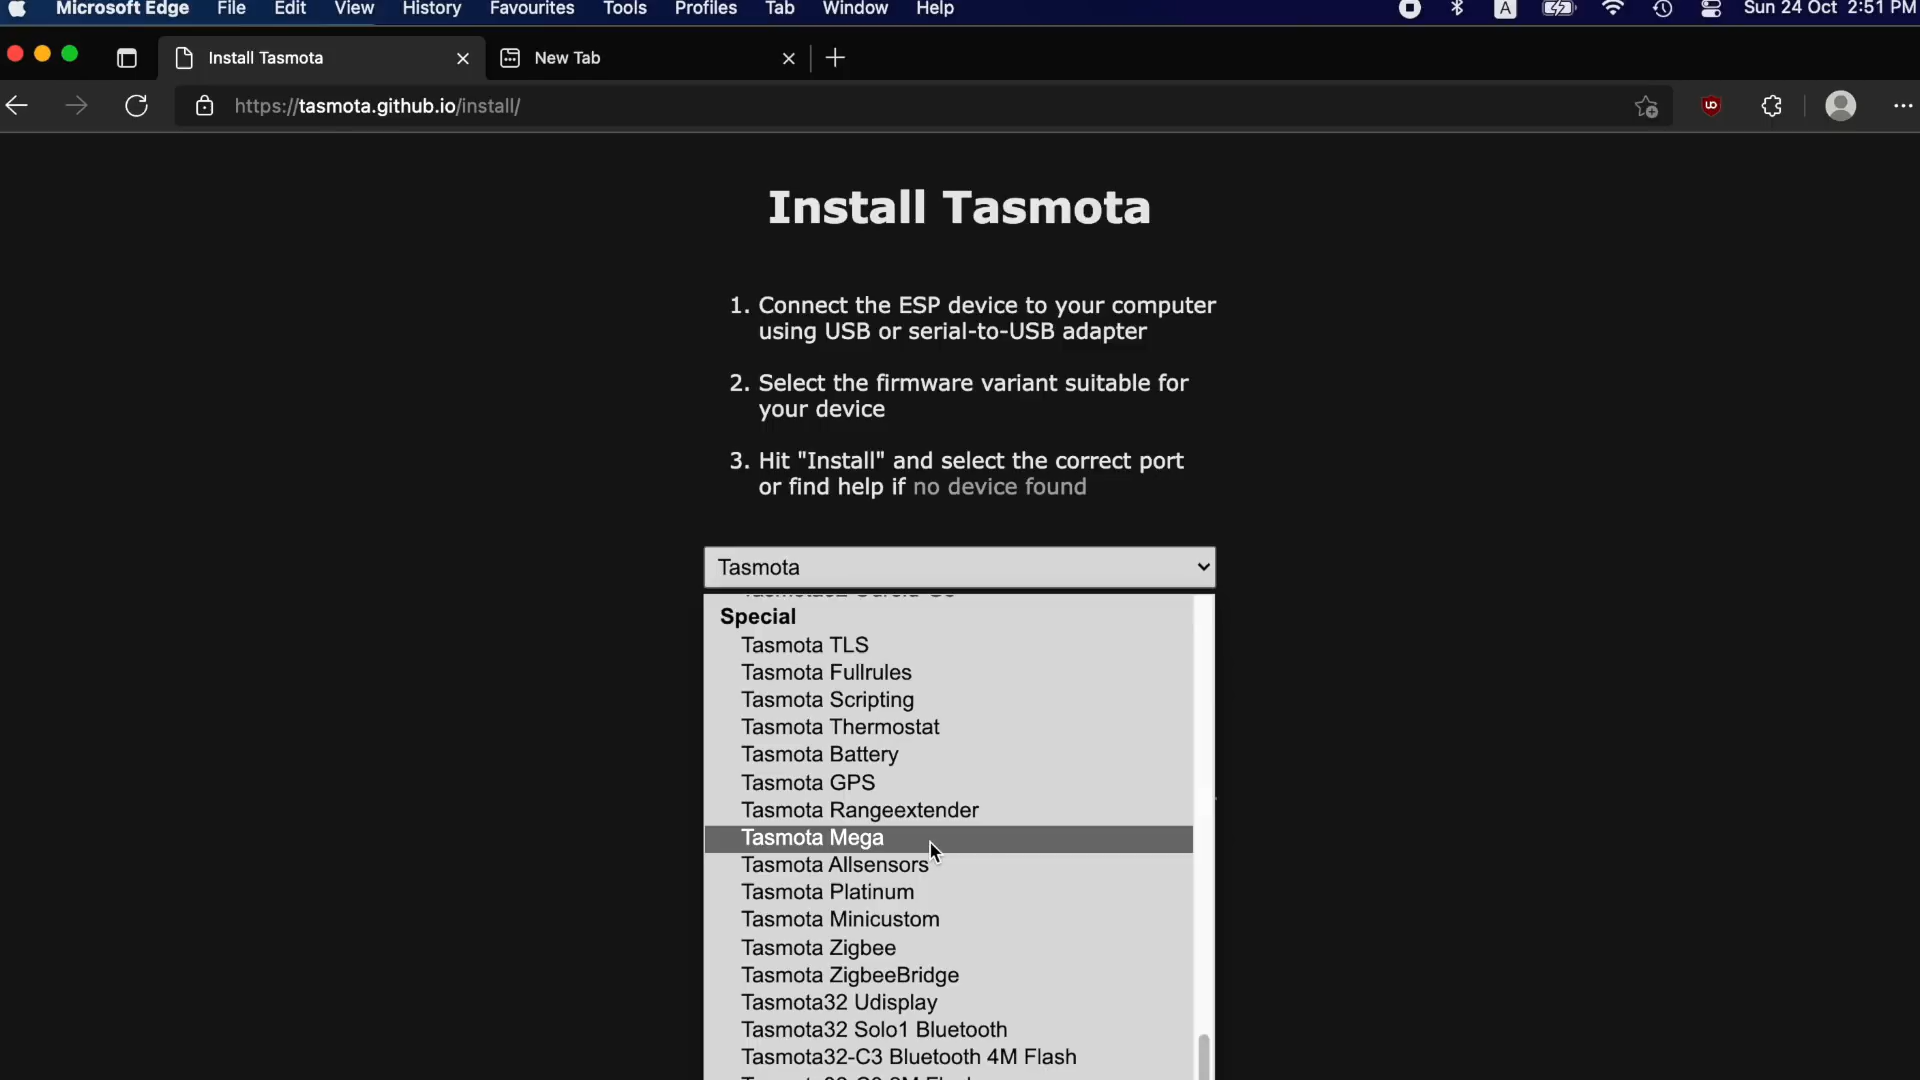 Microsoft Edge File Edit View History Favourites Tools Profiles Tab Window Help A Sun 24 Oct 2:51 PM
Install Tasmota New Tab
https://tasmota.github.io/install/
Install Tasmota
1. Connect the ESP device to your computer
using USB or serial-to-USB adapter
2. Select the firmware variant suitable for
your device
3. Hit "Install" and select the correct port
or find help if no device found
Tasmota
Special
Tasmota TLS
Tasmota Fullrules
Tasmota Scripting
Tasmota Thermostat
Tasmota Battery
Tasmota GPS
Tasmota Rangeextender
Tasmota Mega
Tasmota Allsensors
Tasmota Platinum
Tasmota Minicustom
Tasmota Zigbee
Tasmota ZigbeeBridge
Tasmota32 Udisplay
Tasmota32 Solo1 Bluetooth
Tasmota32-C3 Bluetooth 4M Flash